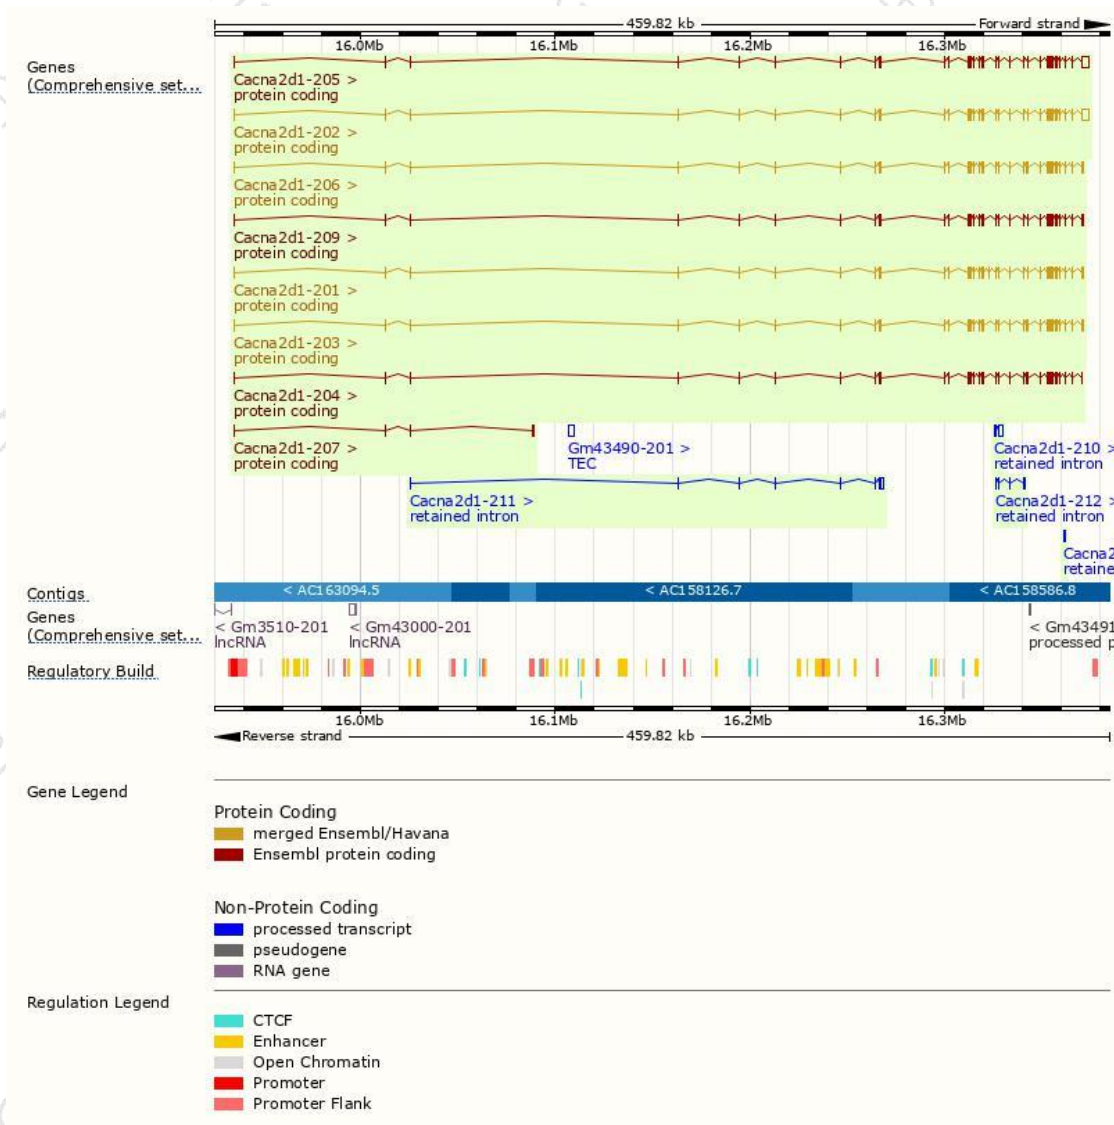 459.82 kb
Forward strand
16.0Mb 16.1Mb 16.2Mb 16.3Mb
Genes
(Comprehensive set...
Cacna2d1-205 >
protein coding
Cacna2d1-202 >
protein coding
Cacna2d1-206 >
protein coding
Cacna2d1-209 >
protein coding
Cacna2d1-201 >
protein coding
Cacna2d1-203 >
protein coding
Cacna2d1-204 >
protein coding
Cacna2d1-207 >
protein coding
Gm43490-201 >
TEC
Cacna2d1-210 >
retained intron
Cacna2d1-211 >
retained intron
Cacna2d1-212 >
retained intron
Cacna2
retaine
Contigs
< AC163094.5
< AC158126.7
< AC158586.8
Genes
(Comprehensive set...
< Gm3510-201
lncRNA
< Gm43000-201
lncRNA
< Gm43491
processed p
Regulatory Build
16.0Mb 16.1Mb 16.2Mb 16.3Mb
Reverse strand
459.82 kb
Gene Legend
Protein Coding
merged Ensembl/Havana
Ensembl protein coding
Non-Protein Coding
processed transcript
pseudogene
RNA gene
Regulation Legend
CTCF
Enhancer
Open Chromatin
Promoter
Promoter Flank